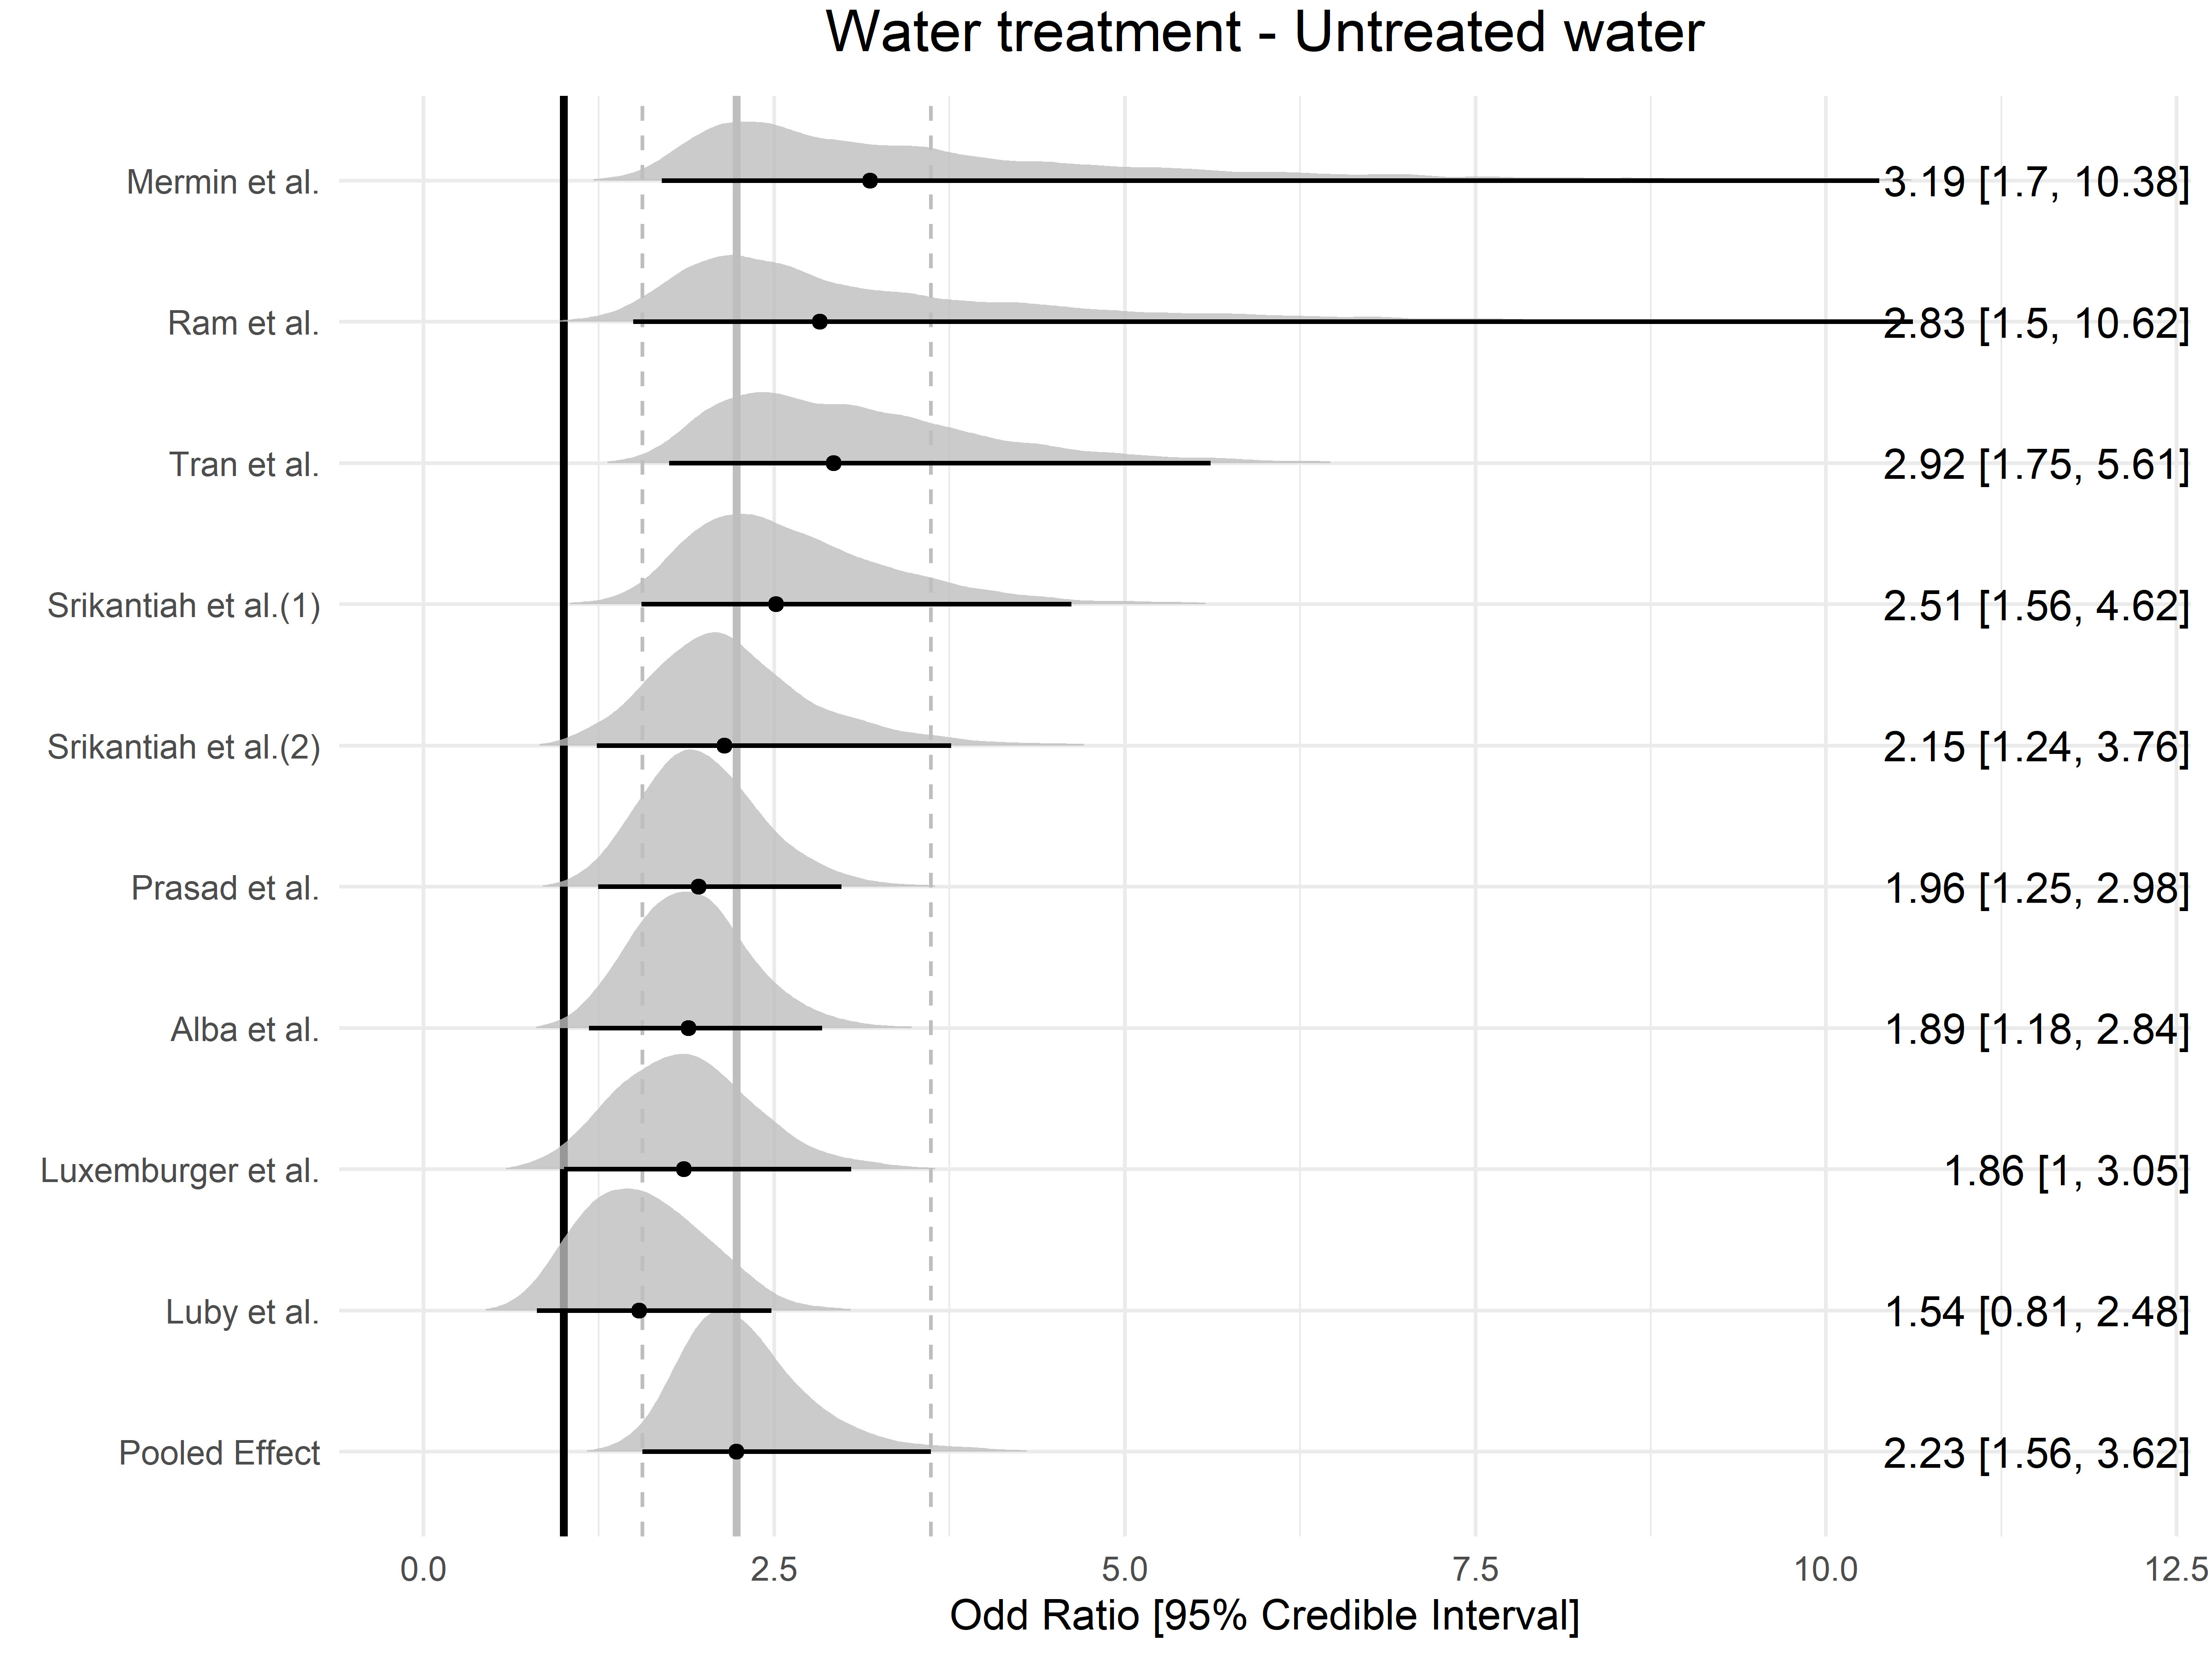 Water treatment - Untreated water
Mermin et al. 3.19 [1.7, 10.38]
Ram et al. 2.83 [1.5, 10.62]
Tran et al. 2.92 [1.75, 5.61]
Srikantiah et al.(1) 2.51 [1.56, 4.62]
Srikantiah et al.(2) 2.15 [1.24, 3.76]
Prasad et al. 1.96 [1.25, 2.98]
Alba et al. 1.89 [1.18, 2.84]
Luxemburger et al. 1.86 [1, 3.05]
Luby et al. 1.54 [0.81, 2.48]
Pooled Effect 2.23 [1.56, 3.62]
0.0 2.5 5.0 7.5 10.0 12.5
Odd Ratio [95% Credible Interval]